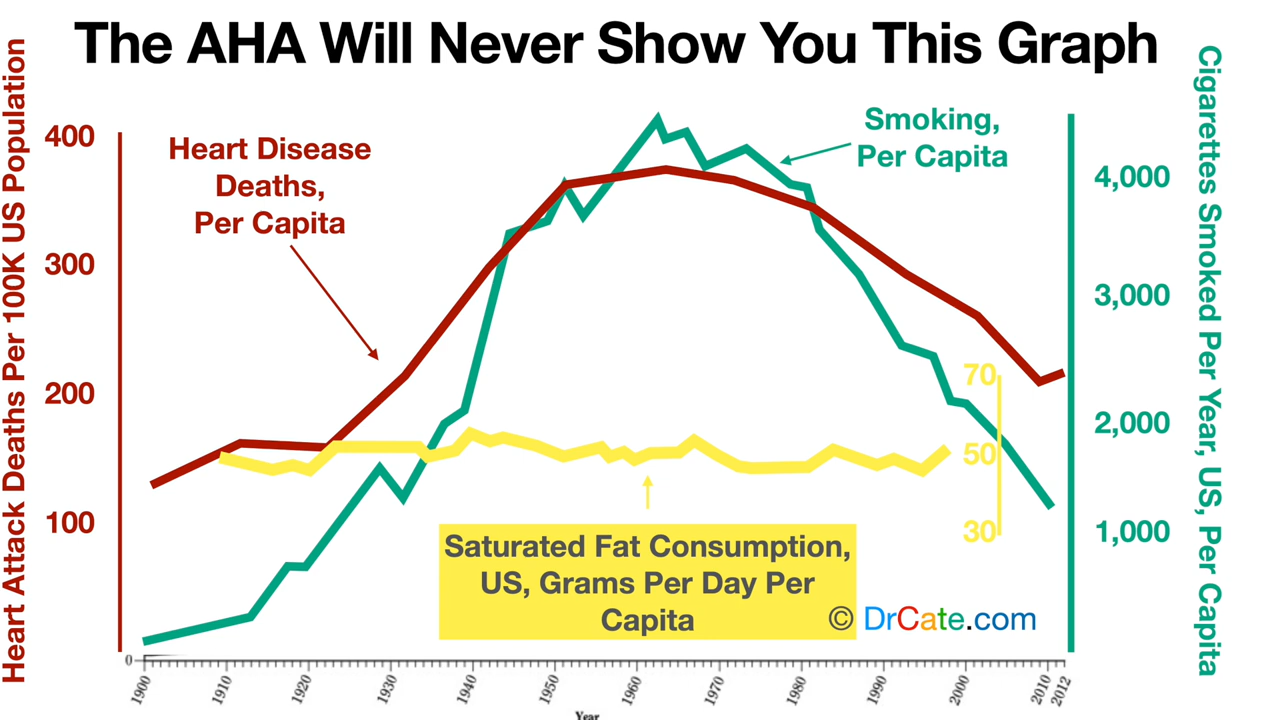 The AHA Will Never Show You This Graph
Heart Attack Deaths Per 100K US Population
400
300
200
100
0
Heart Disease
Deaths,
Per Capita
Smoking,
Per Capita
Cigarettes Smoked Per Year, US, Per Capita
4,000
3,000
2,000
1,000
70
50
30
Saturated Fat Consumption,
US, Grams Per Day Per
Capita
© DrCate.com
1900 1910 1920 1930 1940 1950 1960 1970 1980 1990 2000 2010 2012
Year